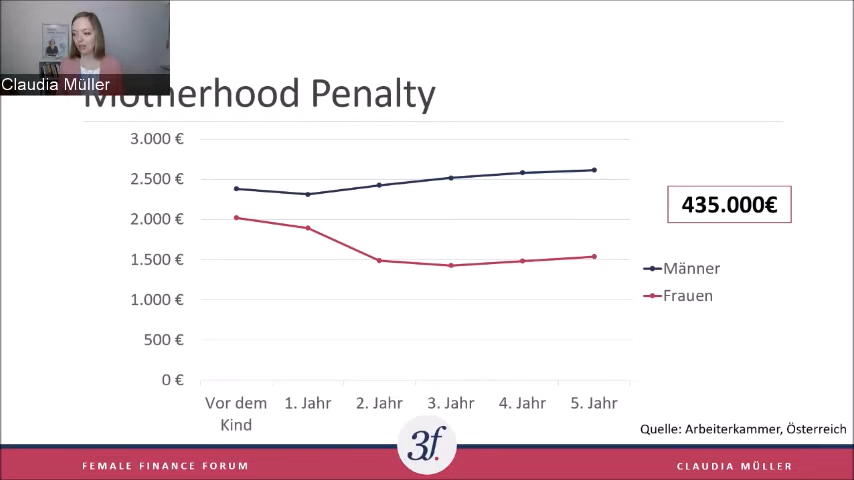 Claudia Müller
Motherhood Penalty
3.000 €
2.500 €
2.000 €
1.500 €
1.000 €
500 €
0 €
Vor dem
Kind
1. Jahr
2. Jahr
3. Jahr
4. Jahr
5. Jahr
435.000€
Männer
Frauen
Quelle: Arbeiterkammer, Österreich
FEMALE FINANCE FORUM
3f.
CLAUDIA MÜLLER